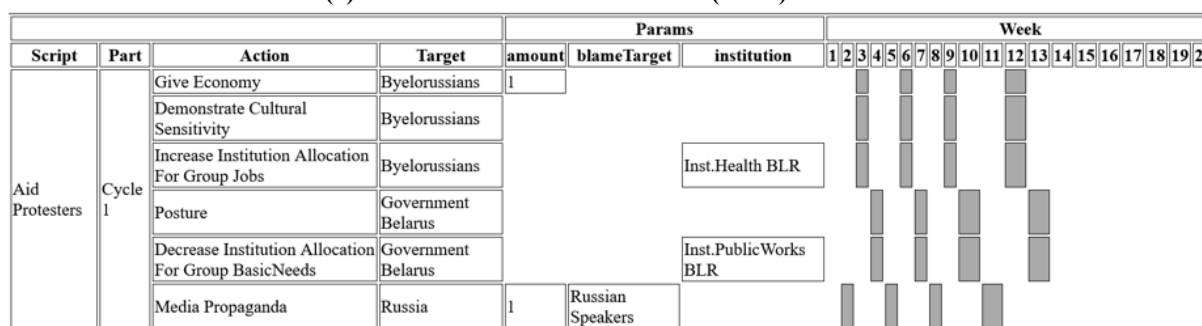 Params Week
Script Part Action Target amount blameTarget institution 1 2 3 4 5 6 7 8 9 10 11 12 13 14 15 16 17 18 19 2
Give Economy Byelorussians 1
Demonstrate Cultural
Sensitivity
Byelorussians
Increase Institution Allocation
For Group Jobs
Byelorussians
Inst.Health BLR
Aid
Protesters
Cycle
1
Posture
Government
Belarus
Decrease Institution Allocation
For Group BasicNeeds
Government
Belarus
Inst.PublicWorks
BLR
Media Propaganda Russia 1
Russian
Speakers